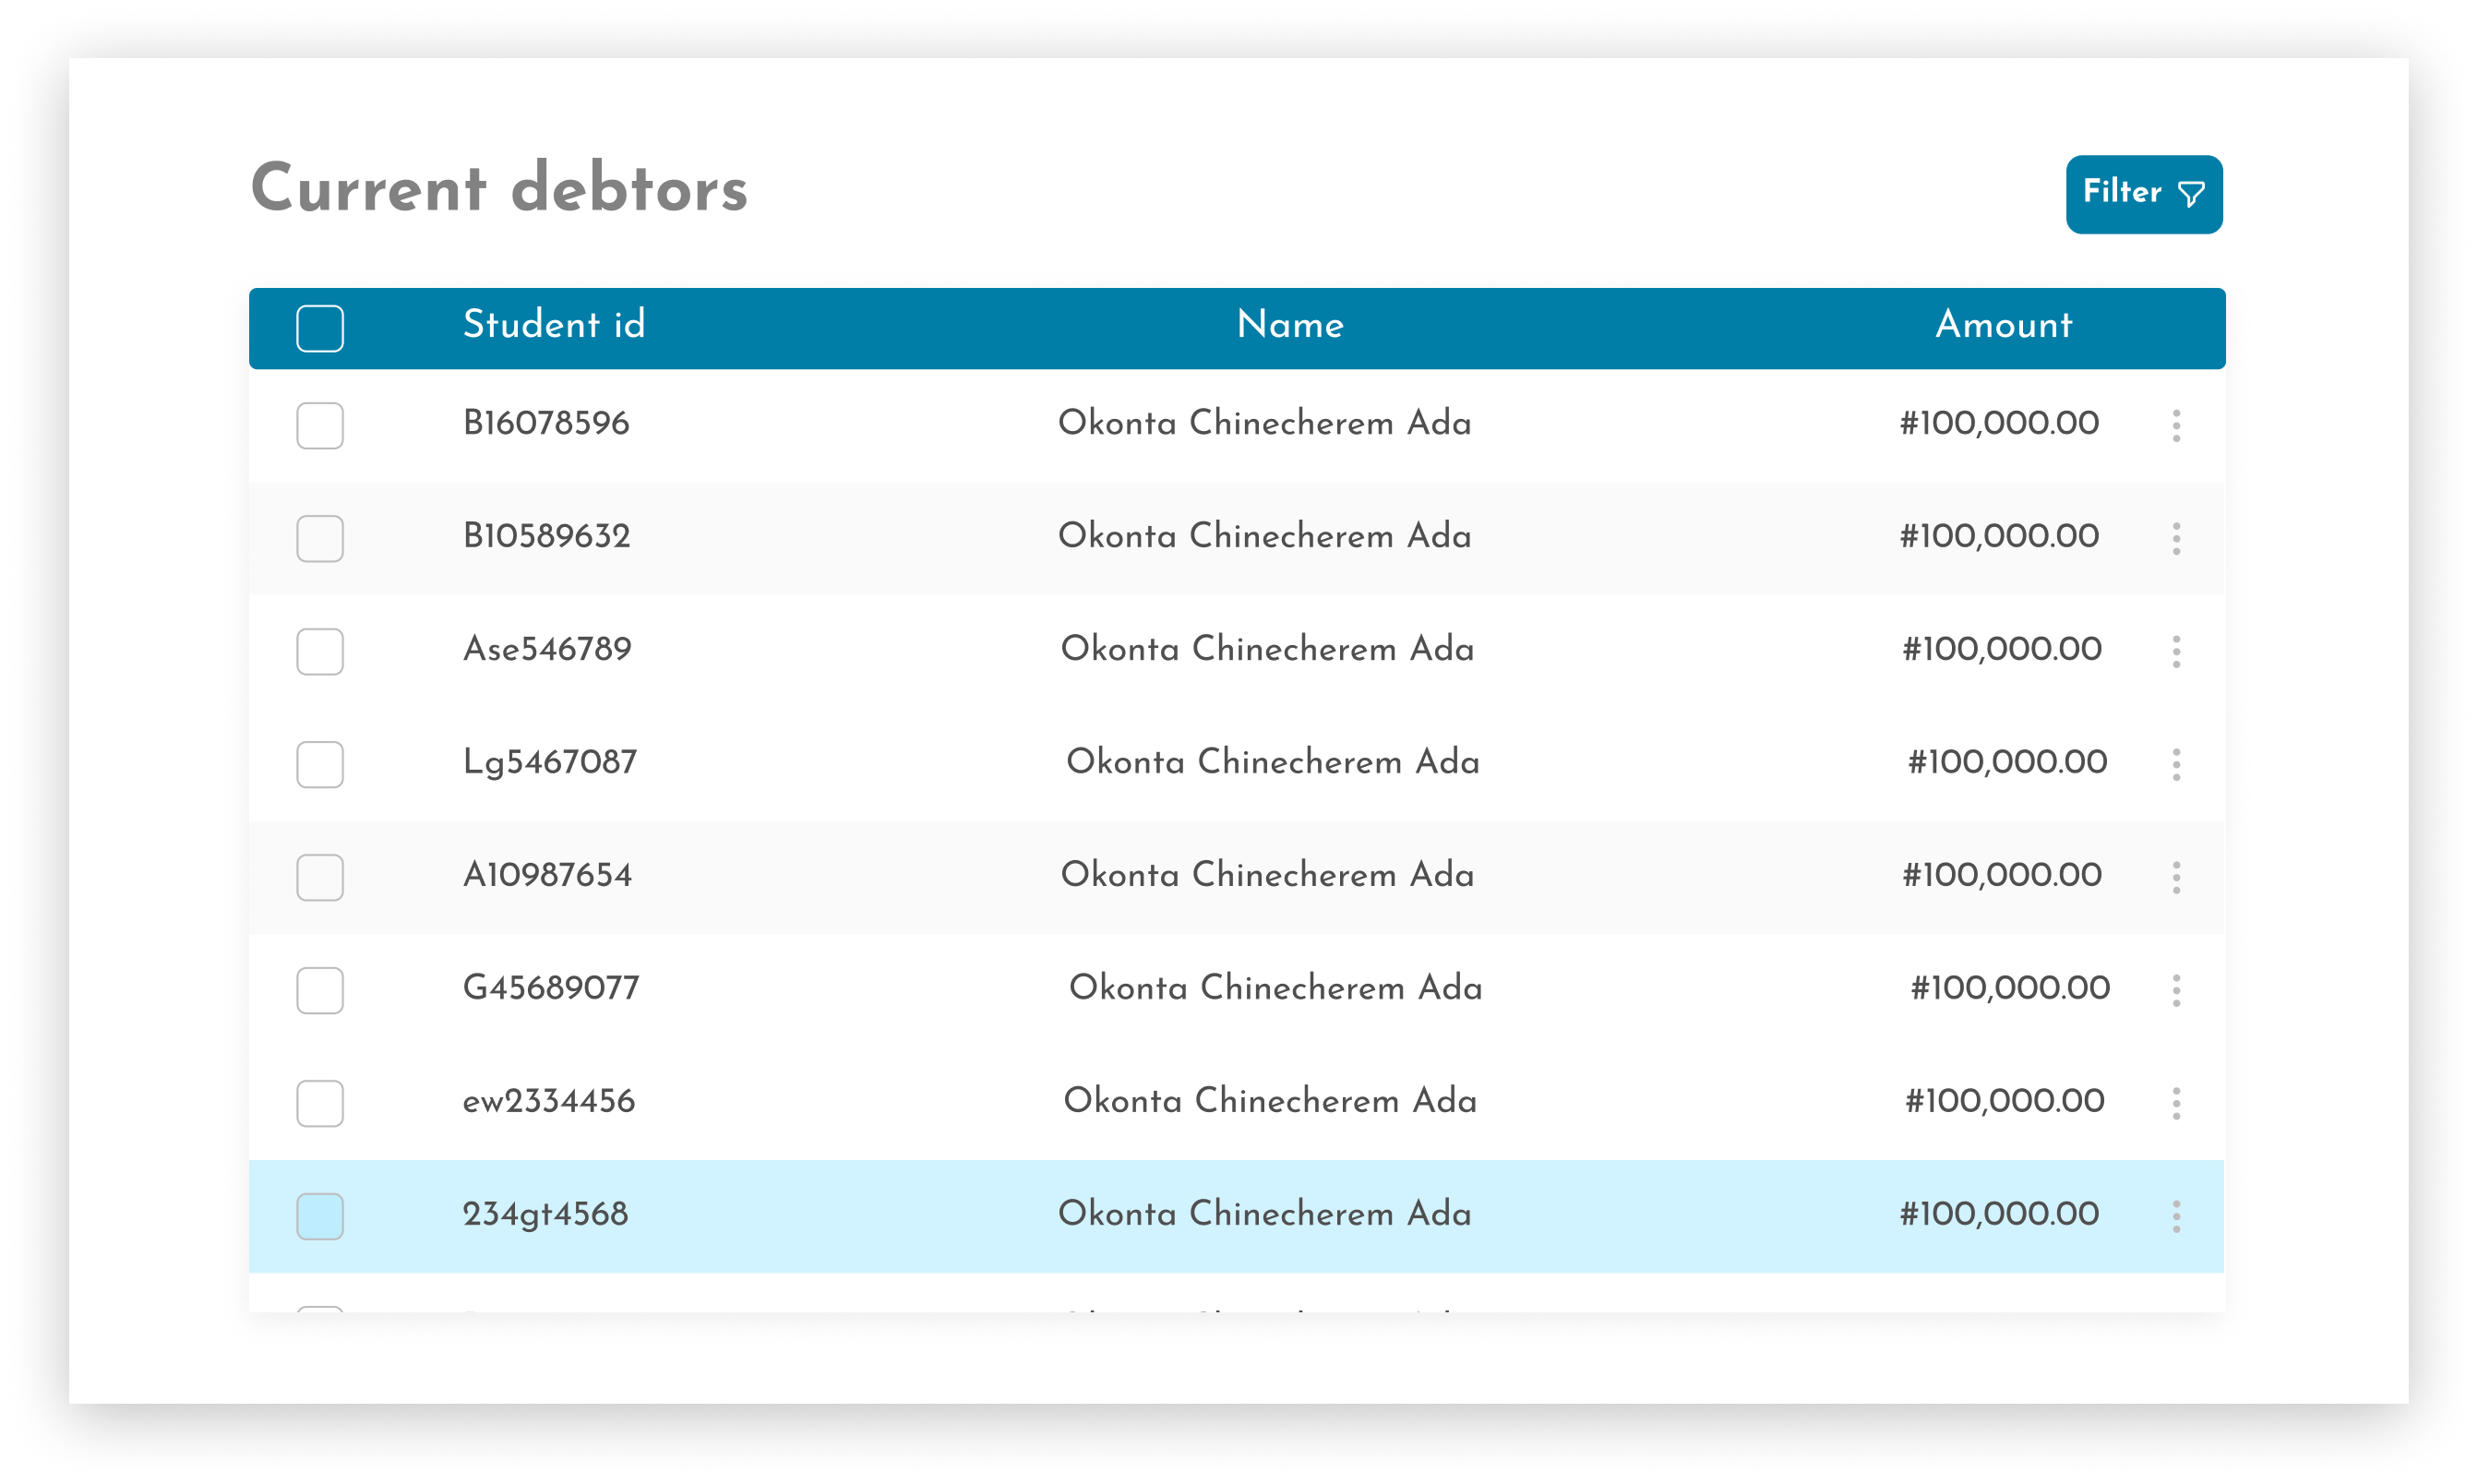 Current debtors
Filter
Student id Name Amount
B16078596 Okonta Chinecherem Ada #100,000.00
B10589632 Okonta Chinecherem Ada #100,000.00
Ase546789 Okonta Chinecherem Ada #100,000.00
Lg5467087 Okonta Chinecherem Ada #100,000.00
A10987654 Okonta Chinecherem Ada #100,000.00
G45689077 Okonta Chinecherem Ada #100,000.00
ew2334456 Okonta Chinecherem Ada #100,000.00
234gt4568 Okonta Chinecherem Ada #100,000.00